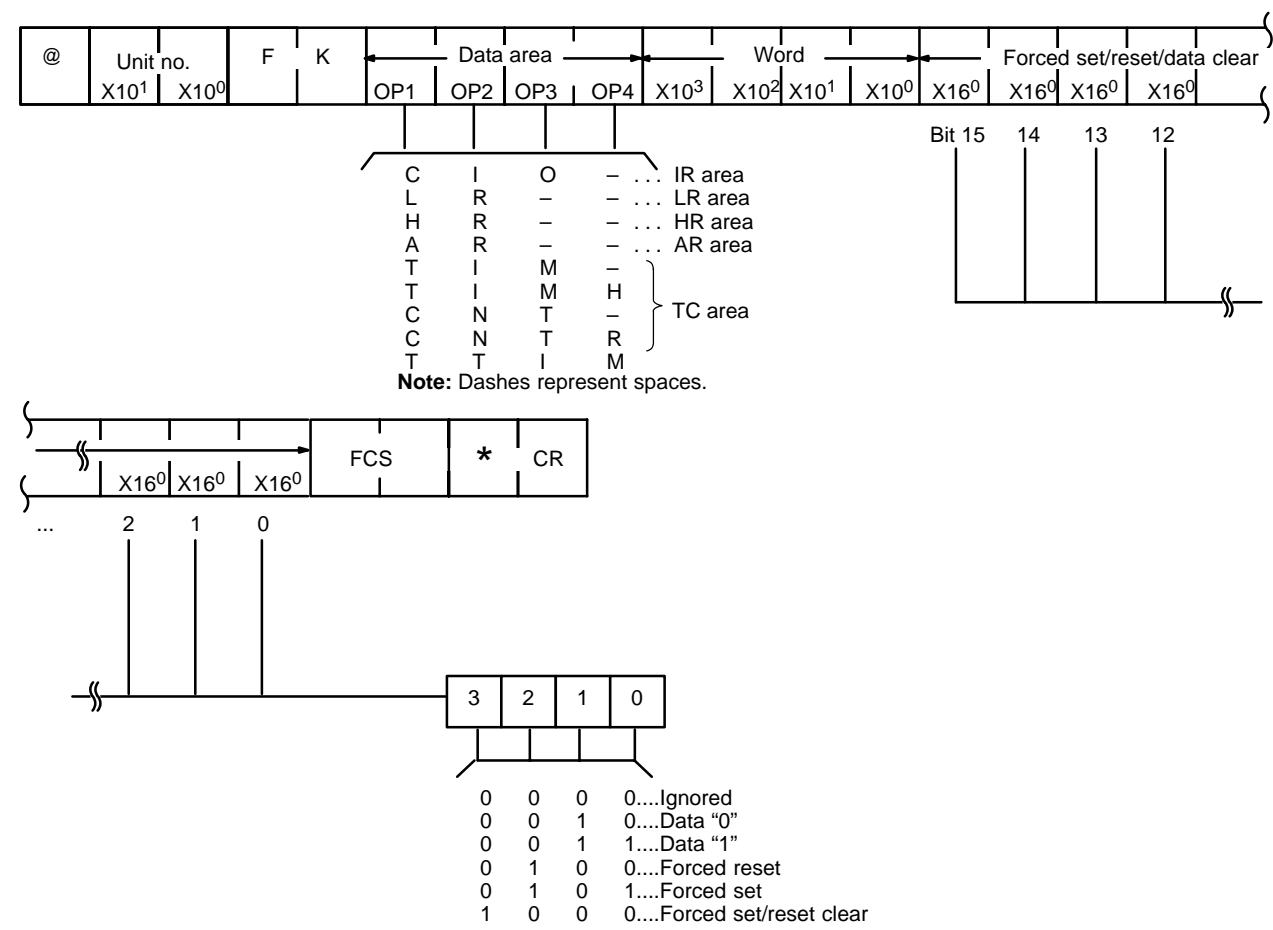 @ Unit no. F K Data area Word Forced set/reset/data clear
X10¹ X10⁰ OP1 OP2 OP3 OP4 X10³ X10² X10¹ X10⁰ X16⁰ X16⁰ X16⁰ X16⁰
Bit 15 14 13 12
C I O – . . . IR area
L R – – . . . LR area
H R – – . . . HR area
A R – – . . . AR area
T I M –
T I M H
C N T –
C N T R
TC area
T T I M
Note: Dashes represent spaces.
FCS * CR
X16⁰ X16⁰ X16⁰
... 2 1 0
3 2 1 0
0 0 0 0....Ignored
0 0 1 0....Data “0”
0 0 1 1....Data “1”
0 1 0 0....Forced reset
0 1 0 1....Forced set
1 0 0 0....Forced set/reset clear